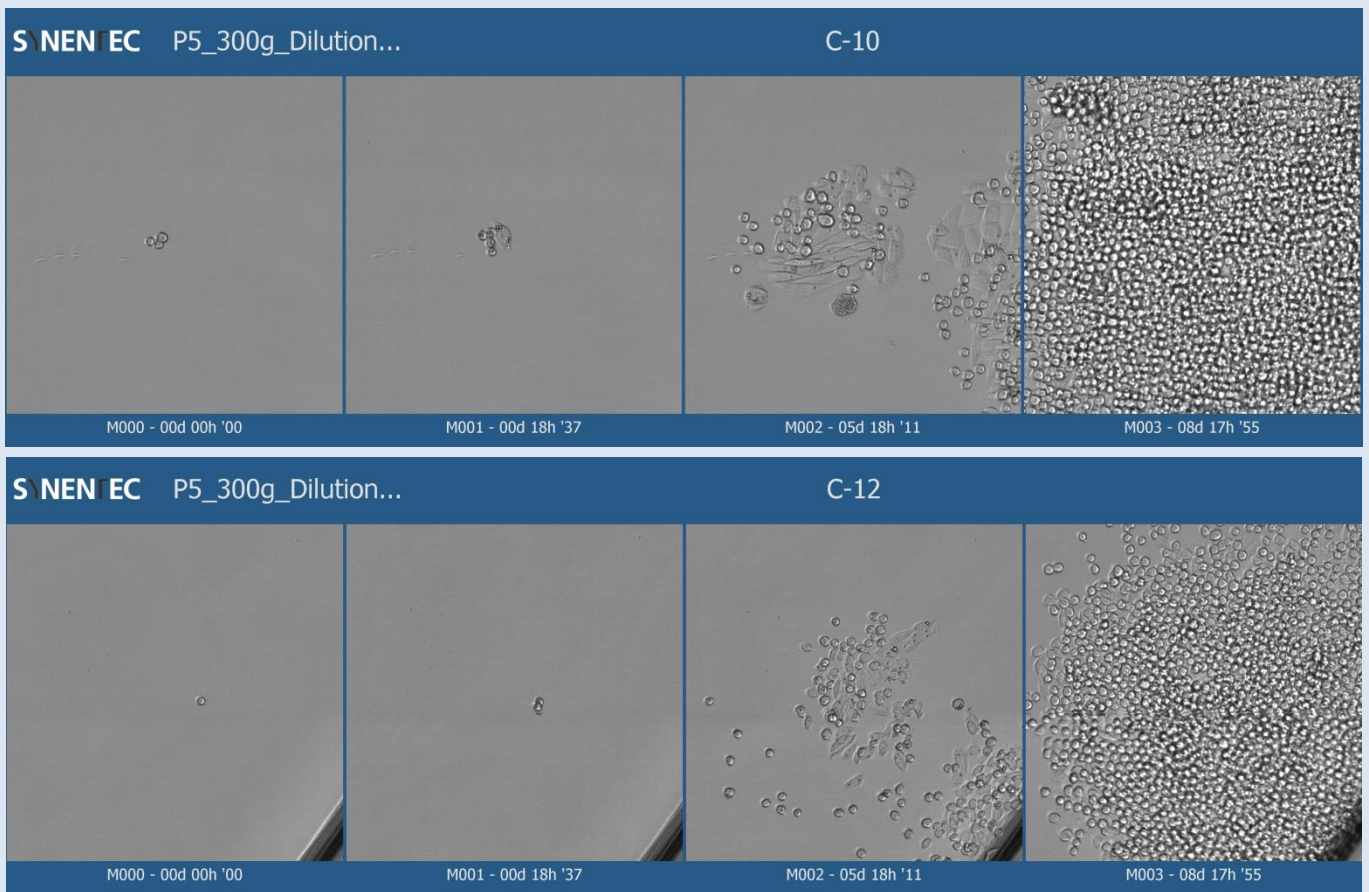 SYNENTEC P5_300g_Dilution... C-10
M000 - 00d 00h '00 M001 - 00d 18h '37 M002 - 05d 18h '11 M003 - 08d 17h '55
SYNENTEC P5_300g_Dilution... C-12
M000 - 00d 00h '00 M001 - 00d 18h '37 M002 - 05d 18h '11 M003 - 08d 17h '55